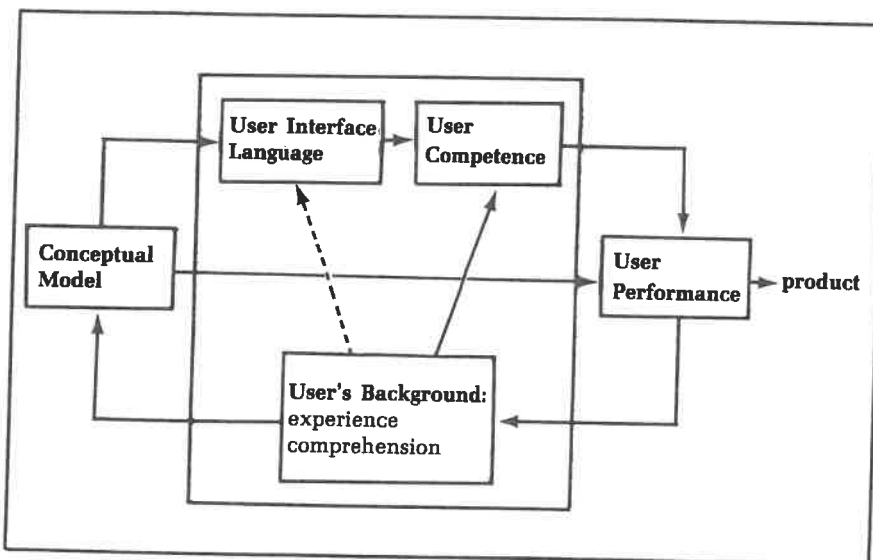 User Interface
Language
User
Competence
Conceptual
Model
User
Performance
product
User's Background:
experience
comprehension